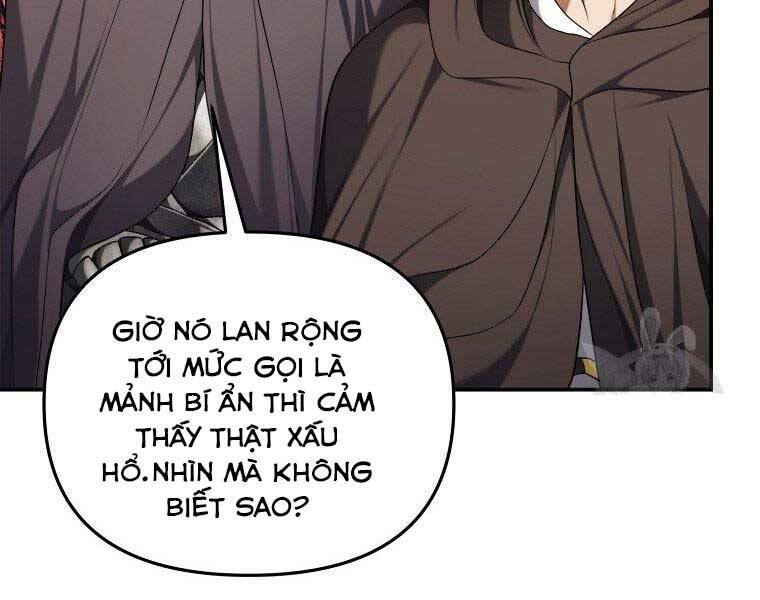 GIỜ NÓ LAN RỘNG
TỚI MỨC GỌI LÀ
MẢNH BÍ ẨN THÌ CẢM
THẤY THẬT XẤU
HỔ.NHÌN MÀ KHÔNG
BIẾT SAO?